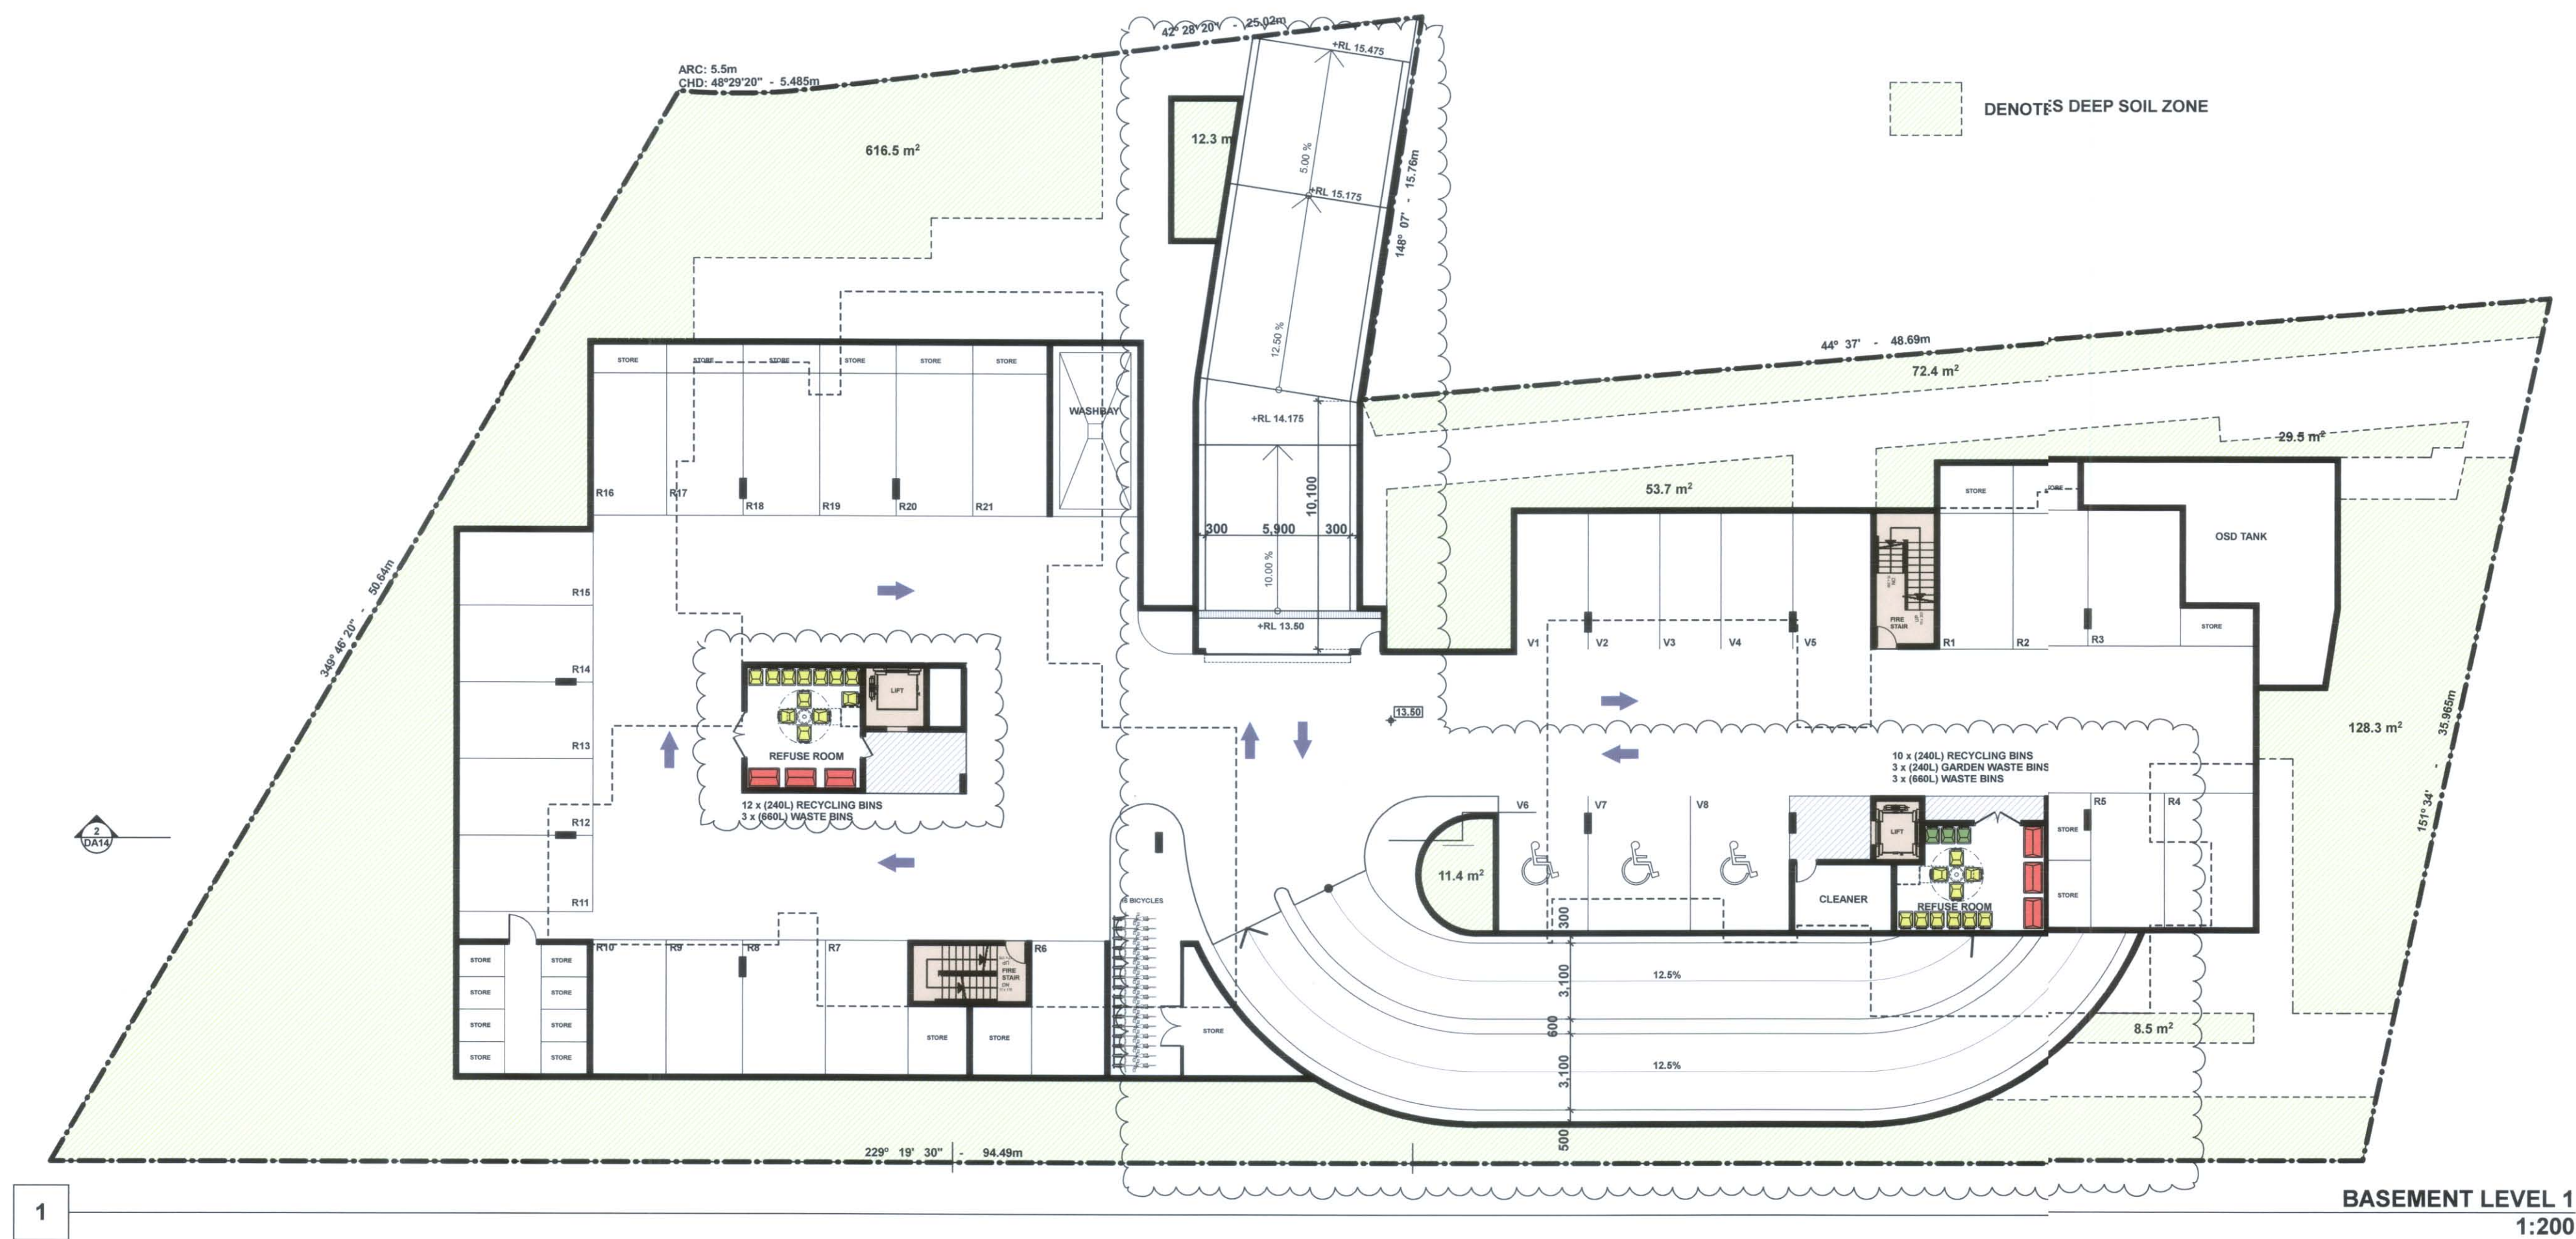 42° 28' 20" - 25.02m
ARC: 5.5m
CHD: 48°29'20" - 5.485m
+RL 15.475
DENOTES DEEP SOIL ZONE
12.3 m
616.5 m²
5.00 %
148° 07' - 15.76m
+RL 15.175
12.50 %
44° 37' - 48.69m
72.4 m²
STORE
STORE
STORE
STORE
STORE
STORE
WASHBAY
+RL 14.175
29.5 m²
R16
R17
R18
R19
R20
R21
10,100
53.7 m²
STORE
STORE
300
5,900
300
OSD TANK
10.00 %
349° 46' 20" - 50.64m
R15
+RL 13.50
FIRE
STAIR
STORE
V1
V2
V3
V4
V5
R1
R2
R3
R14
LIFT
13.50
REFUSE ROOM
R13
128.3 m²
151° 34' - 35.965m
10 x (240L) RECYCLING BINS
3 x (240L) GARDEN WASTE BINS
3 x (660L) WASTE BINS
12 x (240L) RECYCLING BINS
3 x (660L) WASTE BINS
V6
V7
V8
R5
R4
R12
2
DA14
LIFT
STORE
11.4 m²
CLEANER
STORE
REFUSE ROOM
R11
BICYCLES
300
R10
R9
R8
R7
R6
STORE
STORE
FIRE
STAIR
12.5%
3,100
STORE
STORE
600
STORE
STORE
STORE
STORE
STORE
8.5 m²
STORE
STORE
12.5%
3,100
500
229° 19' 30" - 94.49m
1
BASEMENT LEVEL 1
1:200